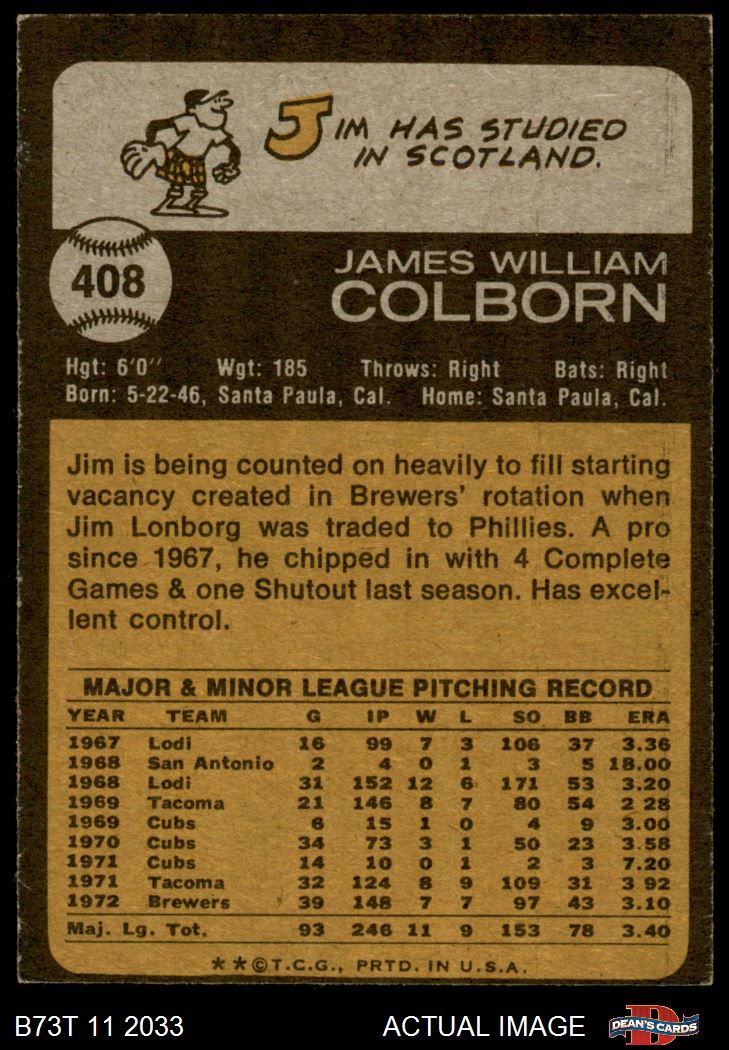 JIM HAS STUDIED
IN SCOTLAND.
408
JAMES WILLIAM
COLBORN
Hgt: 6'0'' Wgt: 185 Throws: Right Bats: Right
Born: 5-22-46, Santa Paula, Cal. Home: Santa Paula, Cal.
Jim is being counted on heavily to fill starting
vacancy created in Brewers' rotation when
Jim Lonborg was traded to Phillies. A pro
since 1967, he chipped in with 4 Complete
Games & one Shutout last season. Has excel-
lent control.
MAJOR & MINOR LEAGUE PITCHING RECORD
YEAR TEAM G IP W L SO BB ERA
1967 Lodi 16 99 7 3 106 37 3.36
1968 San Antonio 2 4 0 1 3 5 18.00
1968 Lodi 31 152 12 6 171 53 3.20
1969 Tacoma 21 146 8 7 80 54 2 28
1969 Cubs 6 15 1 0 4 9 3.00
1970 Cubs 34 73 3 1 50 23 3.58
1971 Cubs 14 10 0 1 2 3 7.20
1971 Tacoma 32 124 8 9 109 31 3 92
1972 Brewers 39 148 7 7 97 43 3.10
Maj. Lg. Tot. 93 246 11 9 153 78 3.40
**©T.C.G., PRTD. IN U.S.A.
B73T 11 2033 ACTUAL IMAGE DEAN'S CARDS